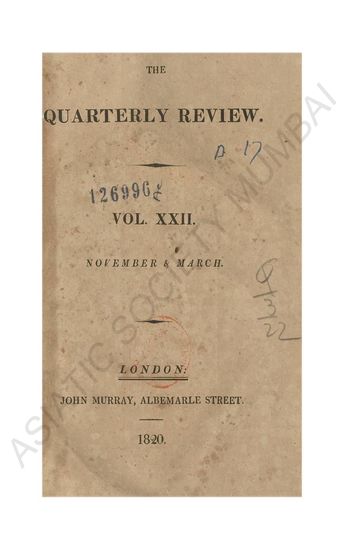 THE
QUARTERLY REVIEW.
D 17
126996
VOL. XXII.
NOVEMBER & MARCH.
LONDON:
JOHN MURRAY, ALBEMARLE STREET.
1820.
ASIATIC SOCIETY MUMBAI